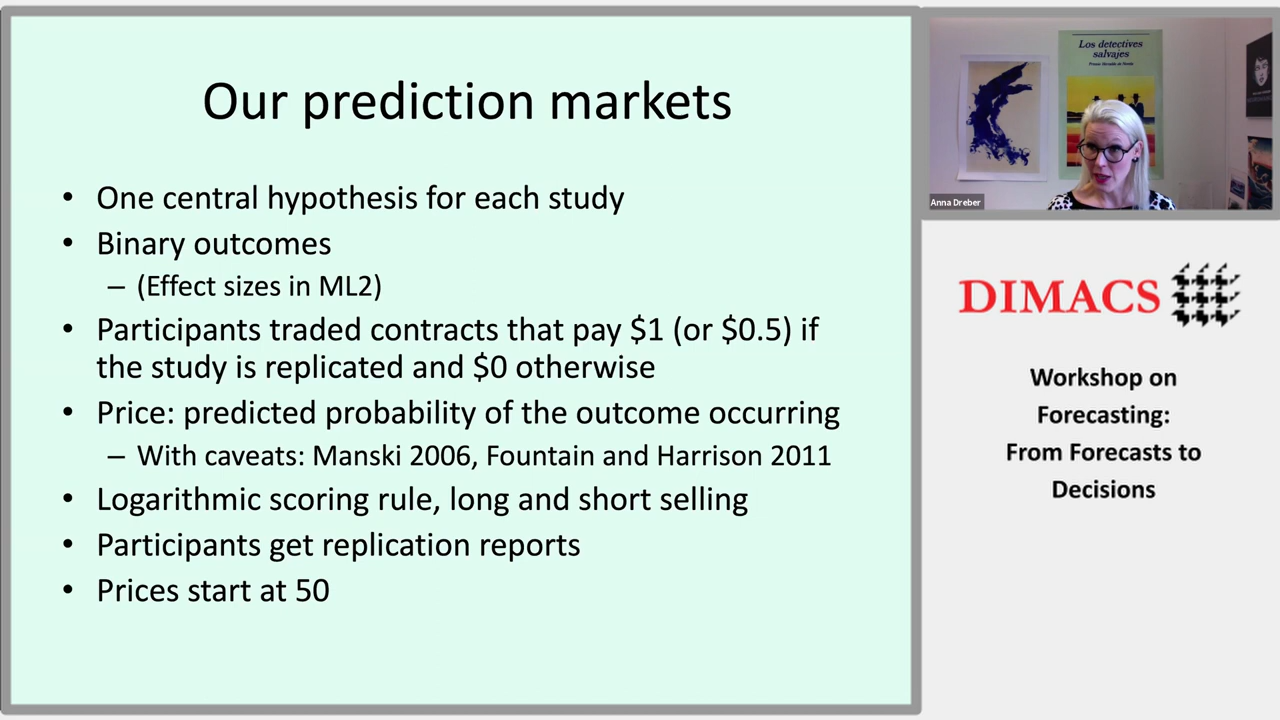 Our prediction markets
• One central hypothesis for each study
• Binary outcomes
– (Effect sizes in ML2)
• Participants traded contracts that pay $1 (or $0.5) if
the study is replicated and $0 otherwise
• Price: predicted probability of the outcome occurring
– With caveats: Manski 2006, Fountain and Harrison 2011
• Logarithmic scoring rule, long and short selling
• Participants get replication reports
• Prices start at 50
Los detectives
salvajes
Anna Dreber
DIMACS
Workshop on
Forecasting:
From Forecasts to
Decisions